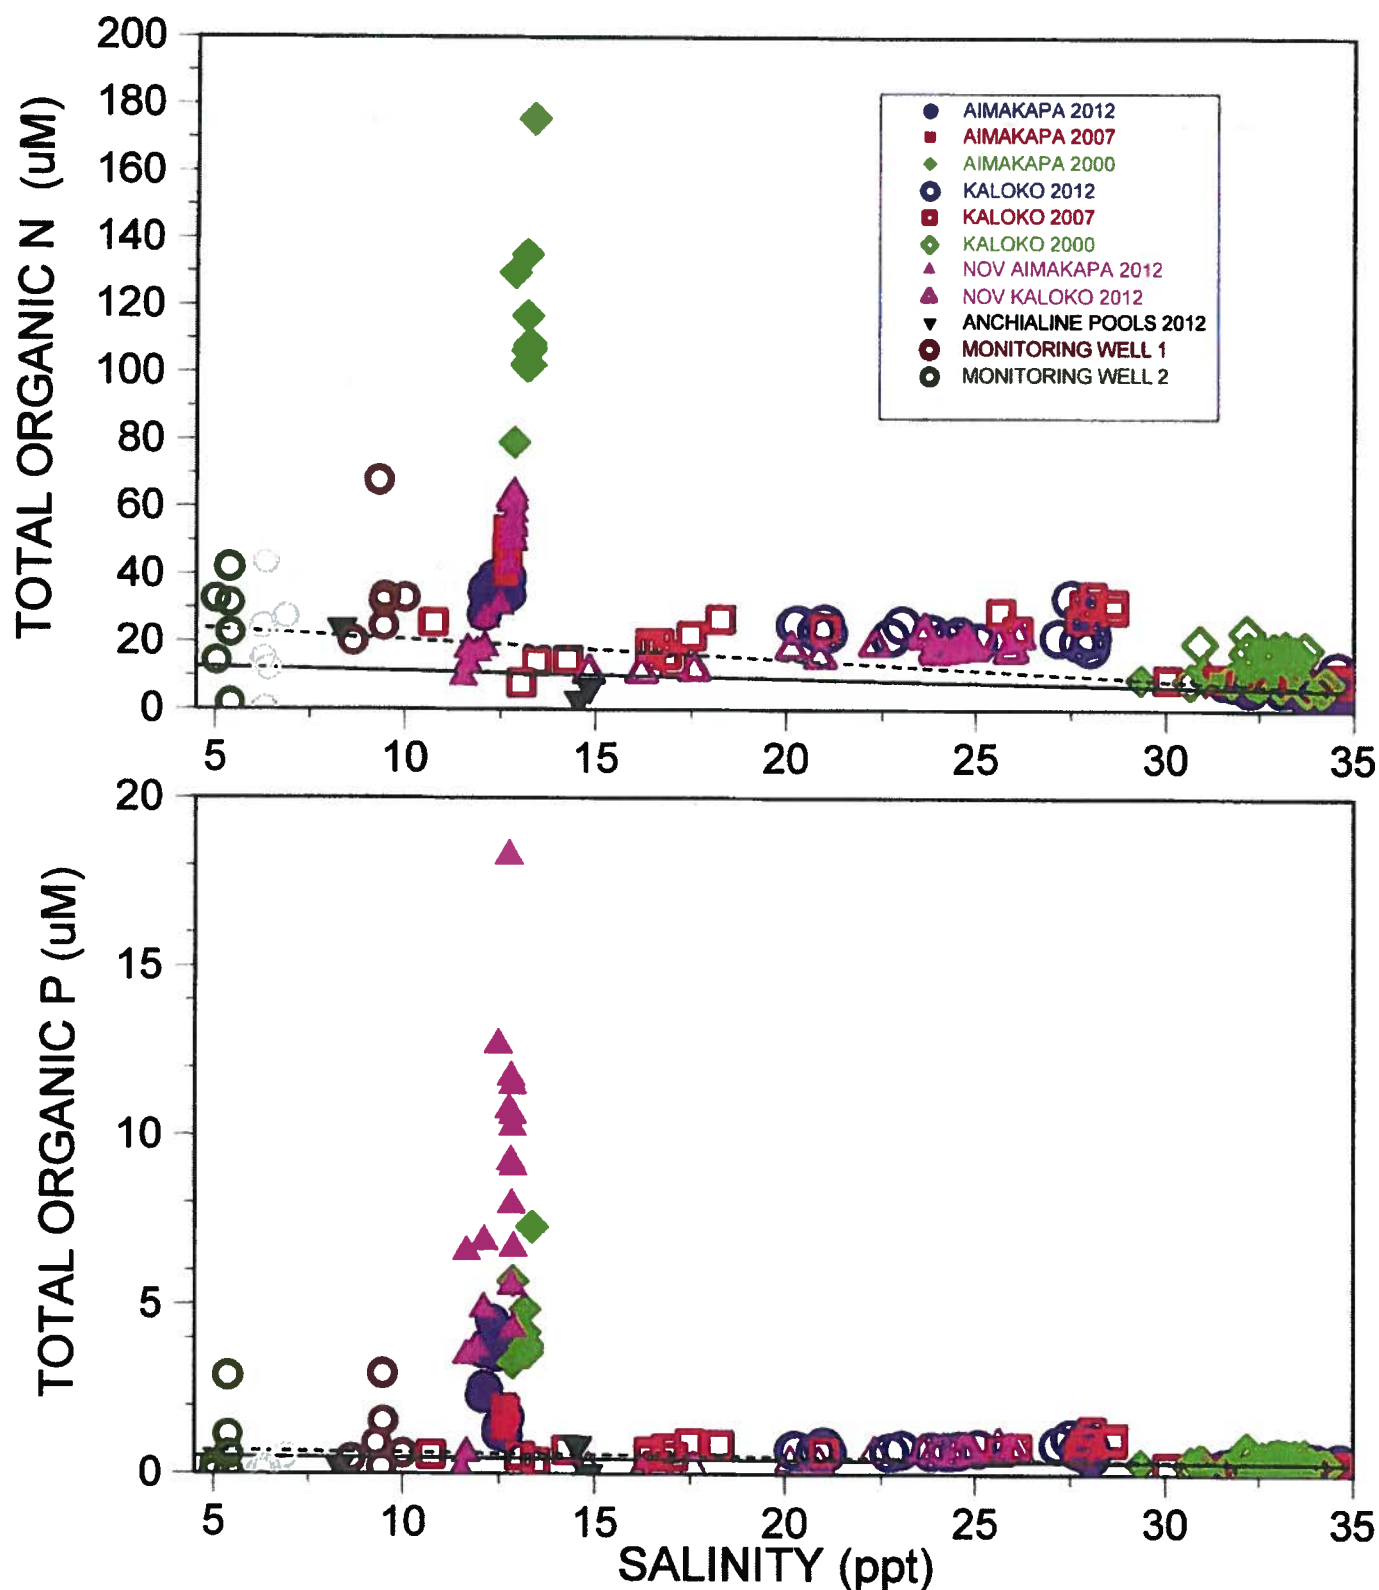 200
180
160
140
120
100
80
60
40
20
0
TOTAL ORGANIC N (uM)
AIMAKAPA 2012
AIMAKAPA 2007
AIMAKAPA 2000
KALOKO 2012
KALOKO 2007
KALOKO 2000
NOV AIMAKAPA 2012
NOV KALOKO 2012
ANCHIALINE POOLS 2012
MONITORING WELL 1
MONITORING WELL 2
5 10 15 20 25 30 35
20
15
10
5
0
TOTAL ORGANIC P (uM)
5 10 15 20 25 30 35
SALINITY (ppt)